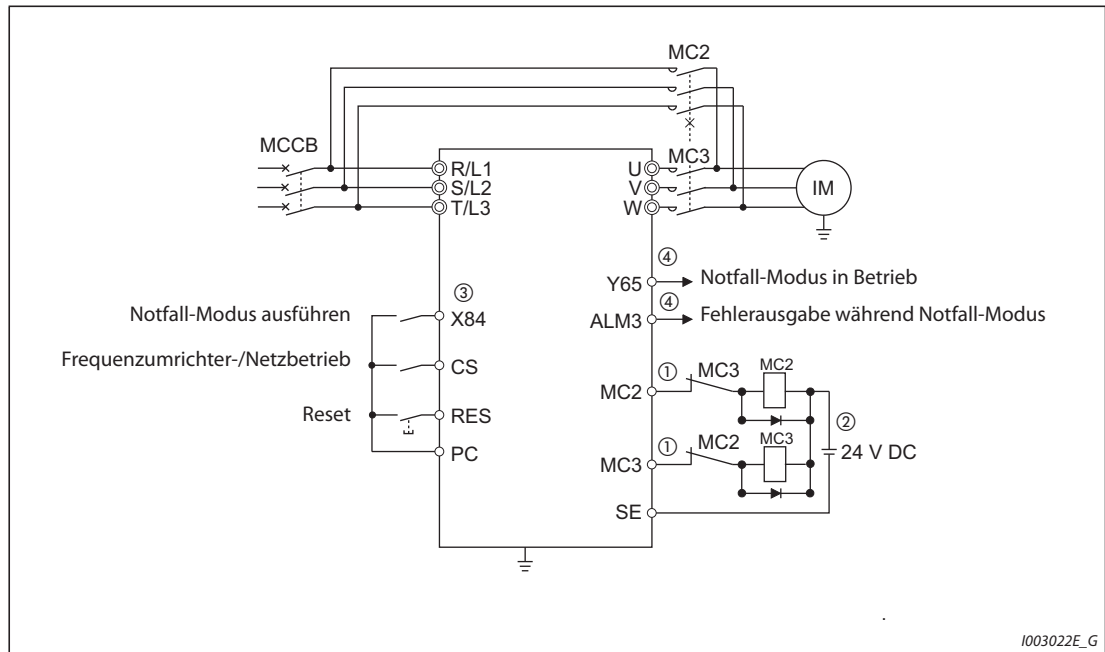 MC2
MCCB
MC3
R/L1
S/L2
T/L3
U
V
W
IM
④
Y65
Notfall-Modus in Betrieb
③
④
Notfall-Modus ausführen
X84
ALM3
Fehlerausgabe während Notfall-Modus
Frequenzumrichter-/Netzbetrieb
CS
MC2
①
MC3
MC2
Reset
RES
②
24 V DC
PC
MC3
①
MC2
MC3
SE
I003022E_G